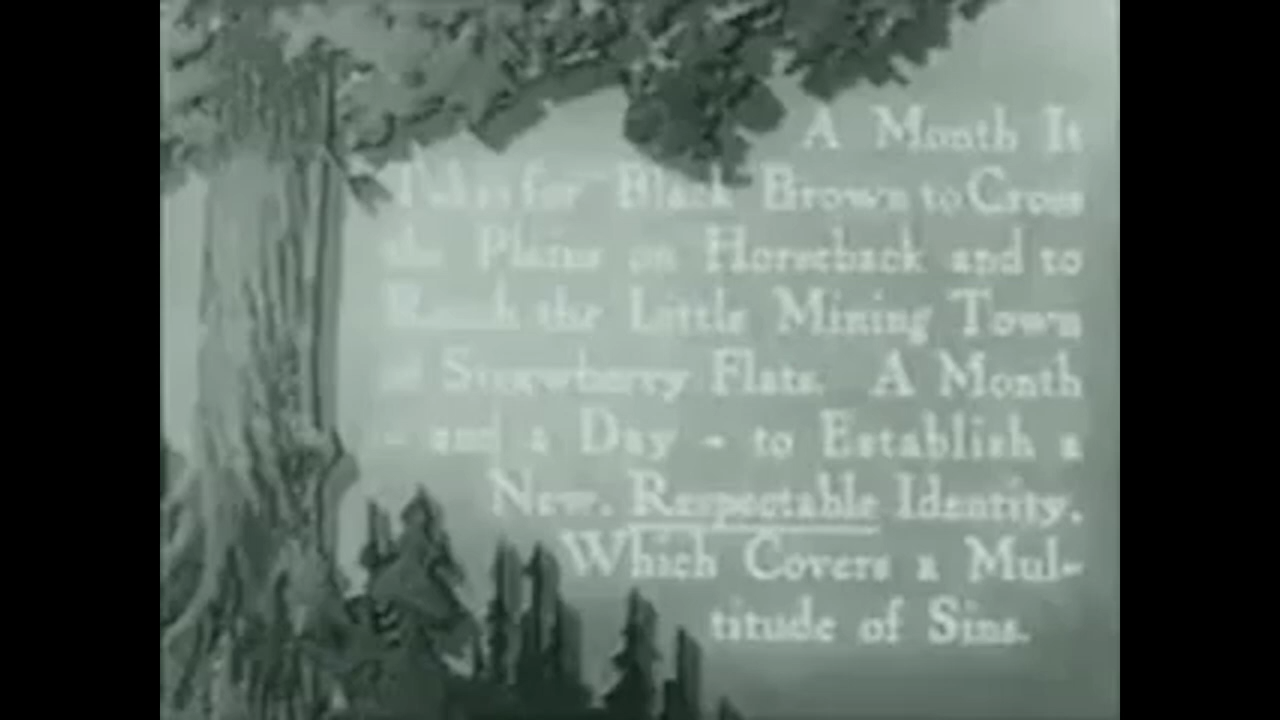 A Month It
Takes for Black Brown to Cross
the Plains on Horseback and to
Reach the Little Mining Town
of Strawberry Flats. A Month
- and a Day - to Establish a
New, Respectable Identity,
Which Covers a Mul-
titude of Sins.